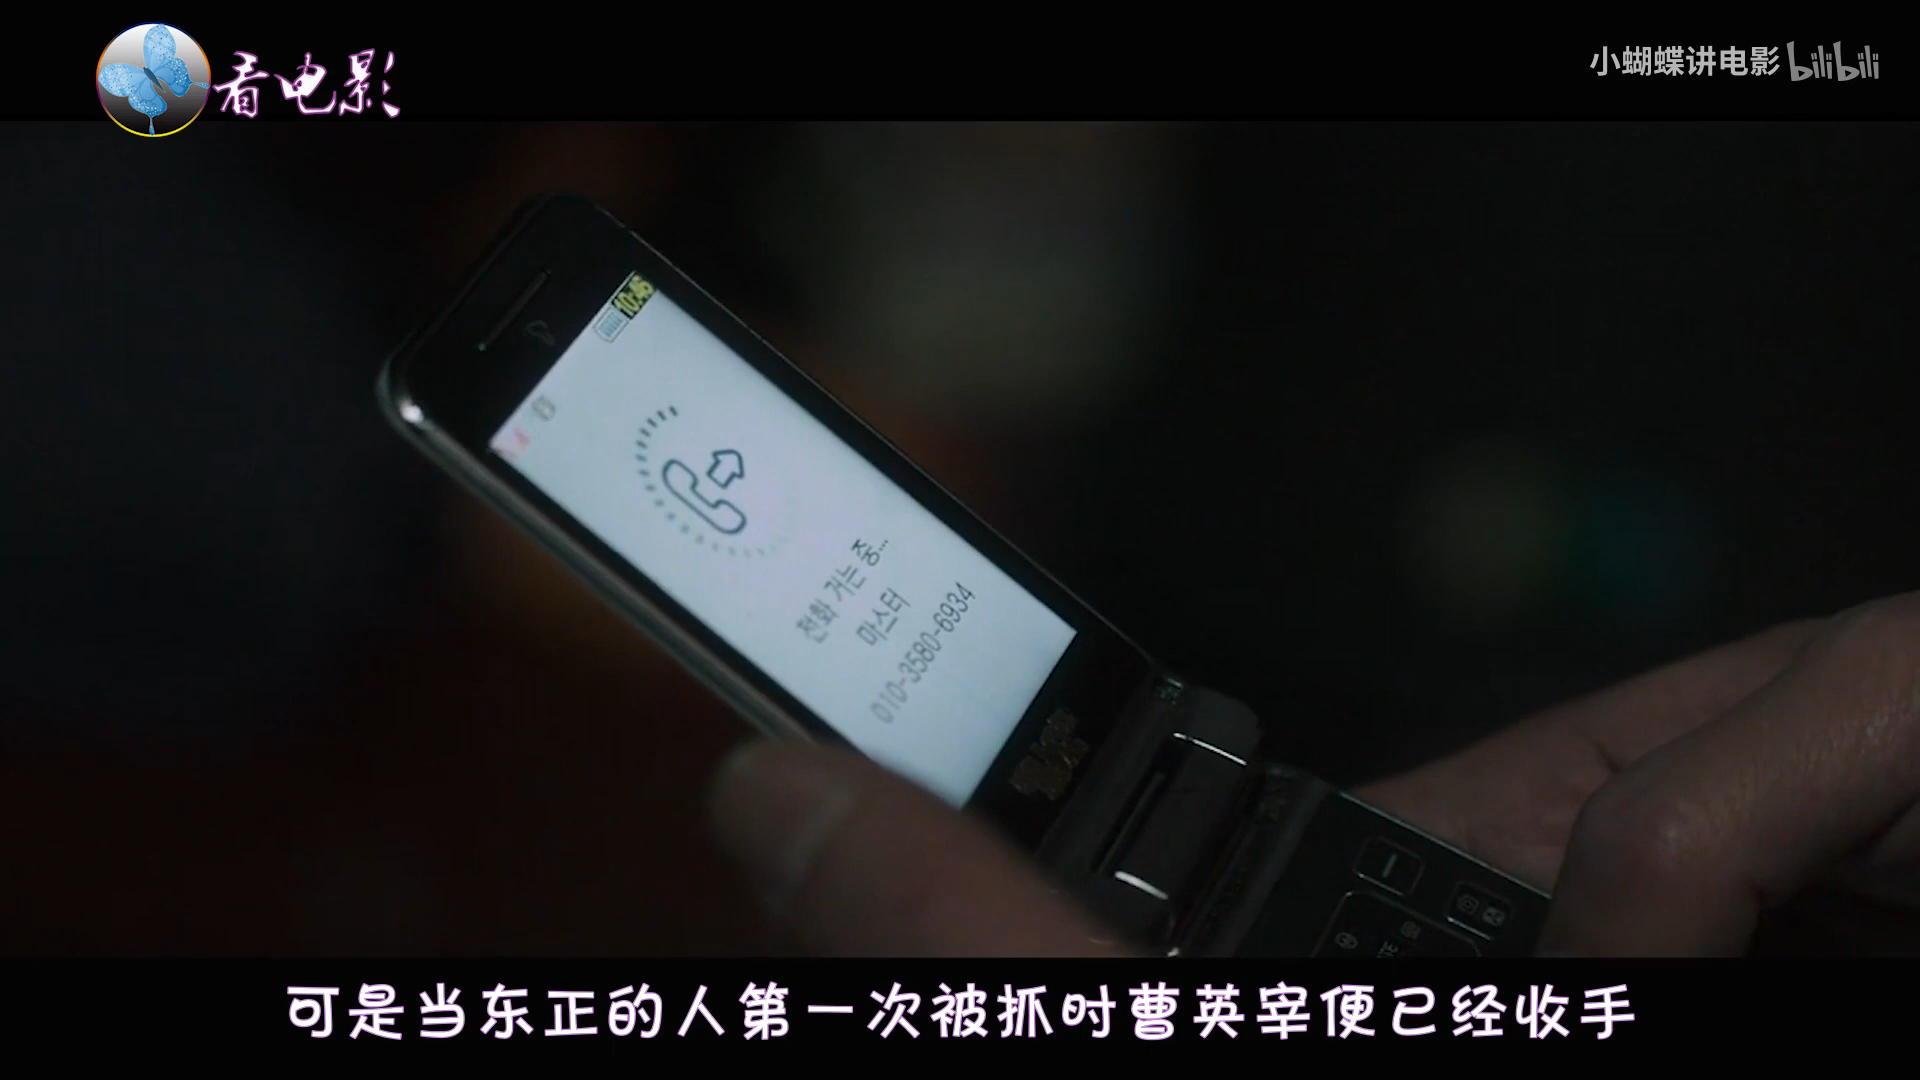 看电影
小蝴蝶讲电影 bilibili
10:46
전화 거는 중...
마스터
010-3580-6934
可是当东正的人第一次被抓时曹英宰便已经收手